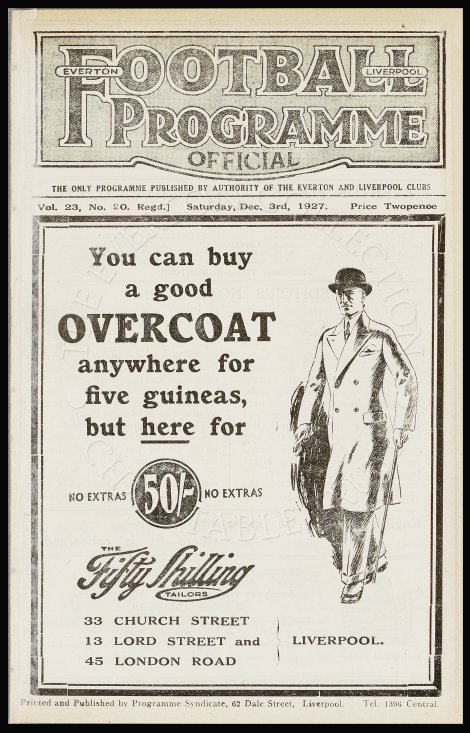 EVERTON LIVERPOOL
FOOTBALL
PROGRAMME
OFFICIAL
THE ONLY PROGRAMME PUBLISHED BY AUTHORITY OF THE EVERTON AND LIVERPOOL CLUBS
Vol. 23, No. 20. Regd.] Saturday, Dec. 3rd, 1927. Price Twopence
You can buy
a good
OVERCOAT
anywhere for
five guineas,
but here for
NO EXTRAS 50/- NO EXTRAS
THE
Fifty Shilling
TAILORS
33 CHURCH STREET
13 LORD STREET and LIVERPOOL.
45 LONDON ROAD
Printed and Published by Programme Syndicate, 62 Dale Street, Liverpool. Tel. 1396 Central.